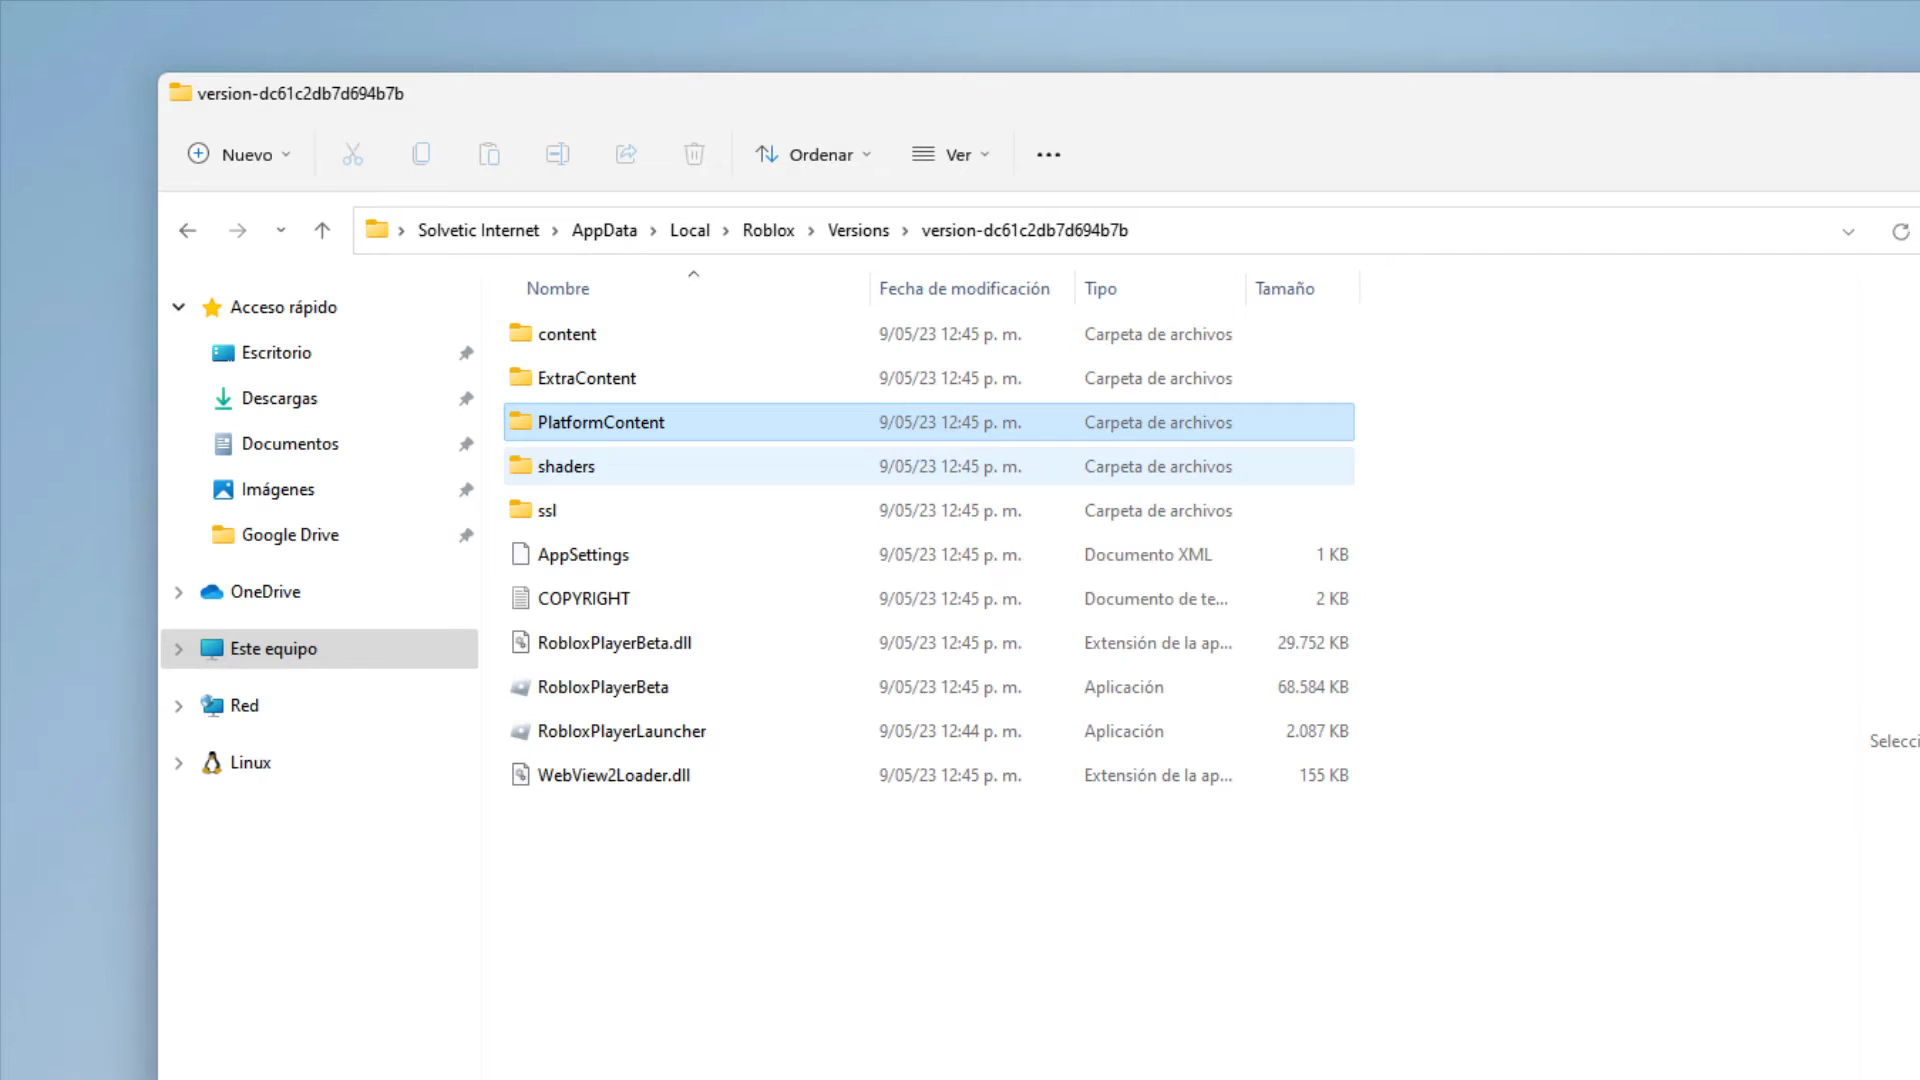 version-dc61c2db7d694b7b
Nuevo Ordenar Ver
Solvetic Internet > AppData > Local > Roblox > Versions > version-dc61c2db7d694b7b
Nombre Fecha de modificación Tipo Tamaño
Acceso rápido
Escritorio
Descargas
Documentos
Imágenes
Google Drive
OneDrive
Este equipo
Red
Linux
content 9/05/23 12:45 p. m. Carpeta de archivos
ExtraContent 9/05/23 12:45 p. m. Carpeta de archivos
PlatformContent 9/05/23 12:45 p. m. Carpeta de archivos
shaders 9/05/23 12:45 p. m. Carpeta de archivos
ssl 9/05/23 12:45 p. m. Carpeta de archivos
AppSettings 9/05/23 12:45 p. m. Documento XML 1 KB
COPYRIGHT 9/05/23 12:45 p. m. Documento de te... 2 KB
RobloxPlayerBeta.dll 9/05/23 12:45 p. m. Extensión de la ap... 29.752 KB
RobloxPlayerBeta 9/05/23 12:45 p. m. Aplicación 68.584 KB
RobloxPlayerLauncher 9/05/23 12:44 p. m. Aplicación 2.087 KB
WebView2Loader.dll 9/05/23 12:45 p. m. Extensión de la ap... 155 KB
Selecci